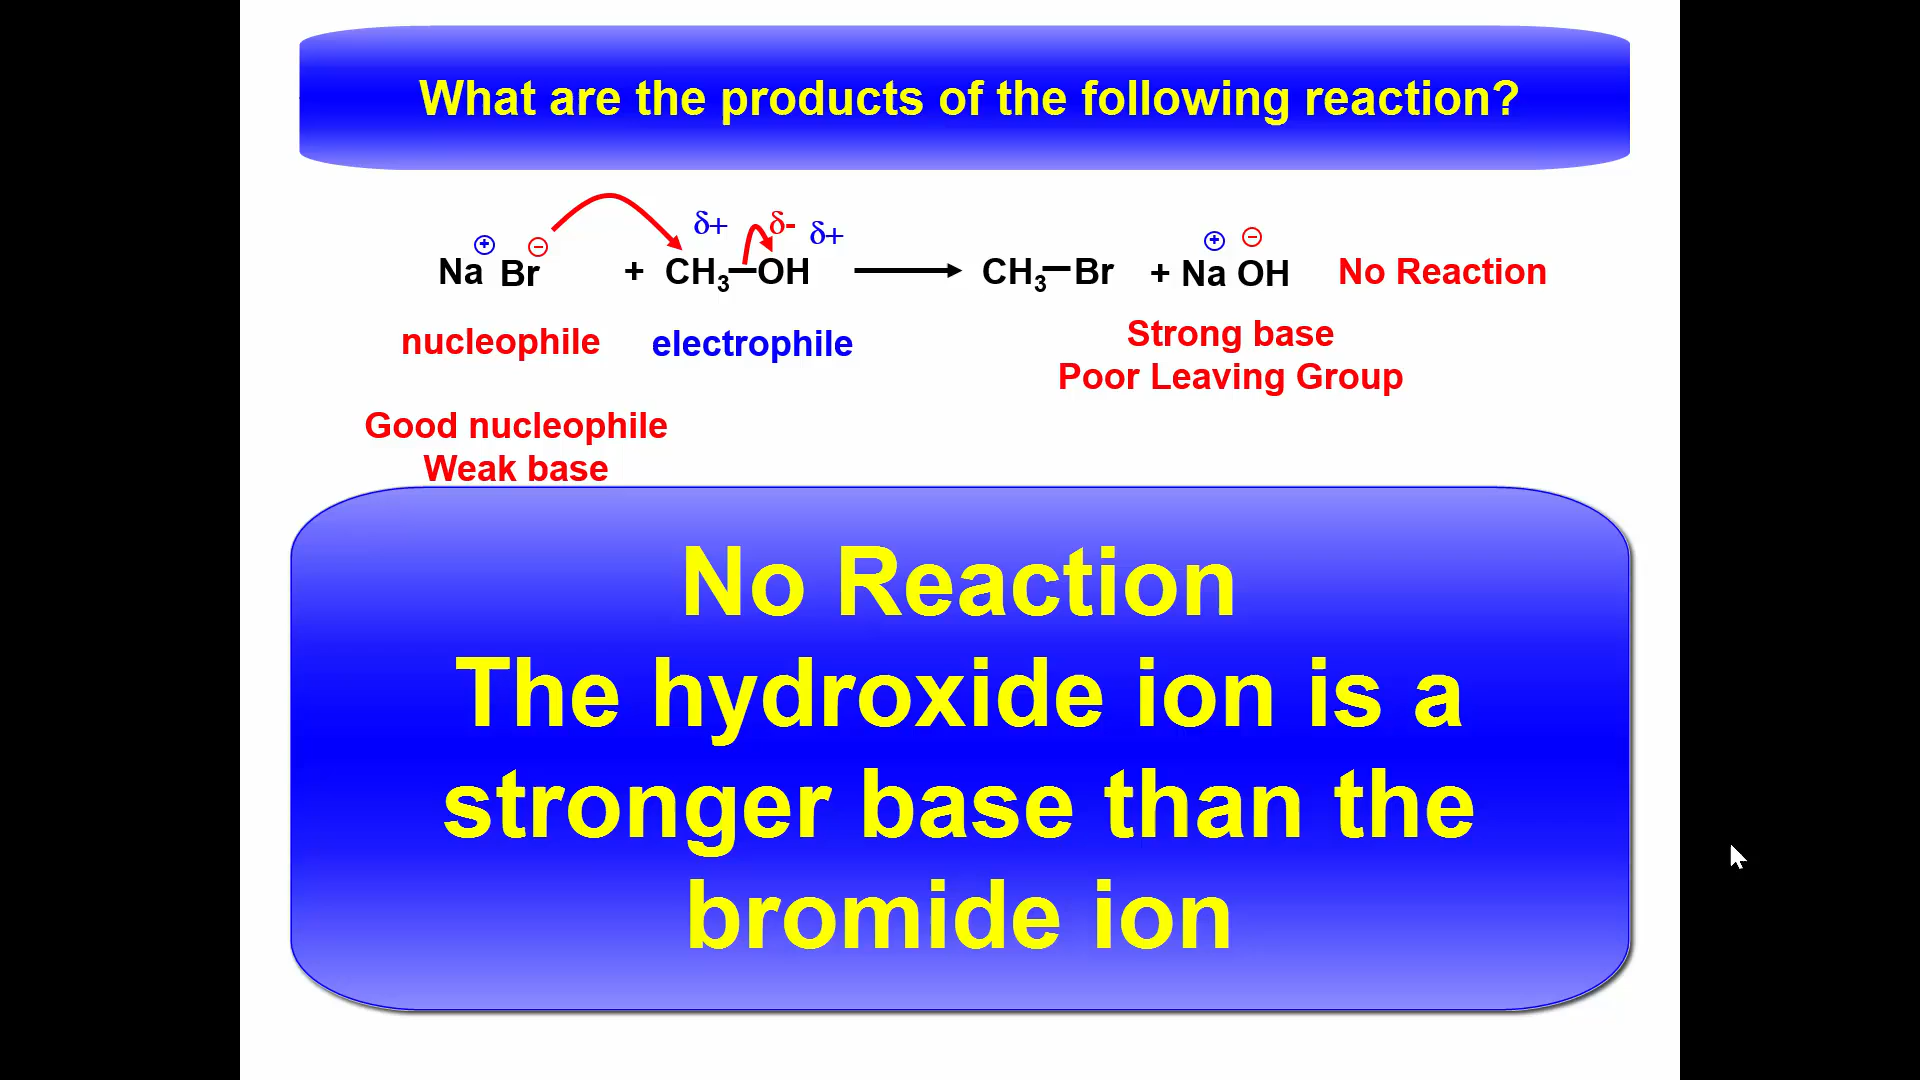 What are the products of the following reaction?
δ+ δ- δ+
Na⊕ Br⊖ + CH₃—OH ⟶ CH₃—Br + Na⊕ OH⊖ No Reaction
nucleophile electrophile Strong base
Poor Leaving Group
Good nucleophile
Weak base
No Reaction
The hydroxide ion is a
stronger base than the
bromide ion